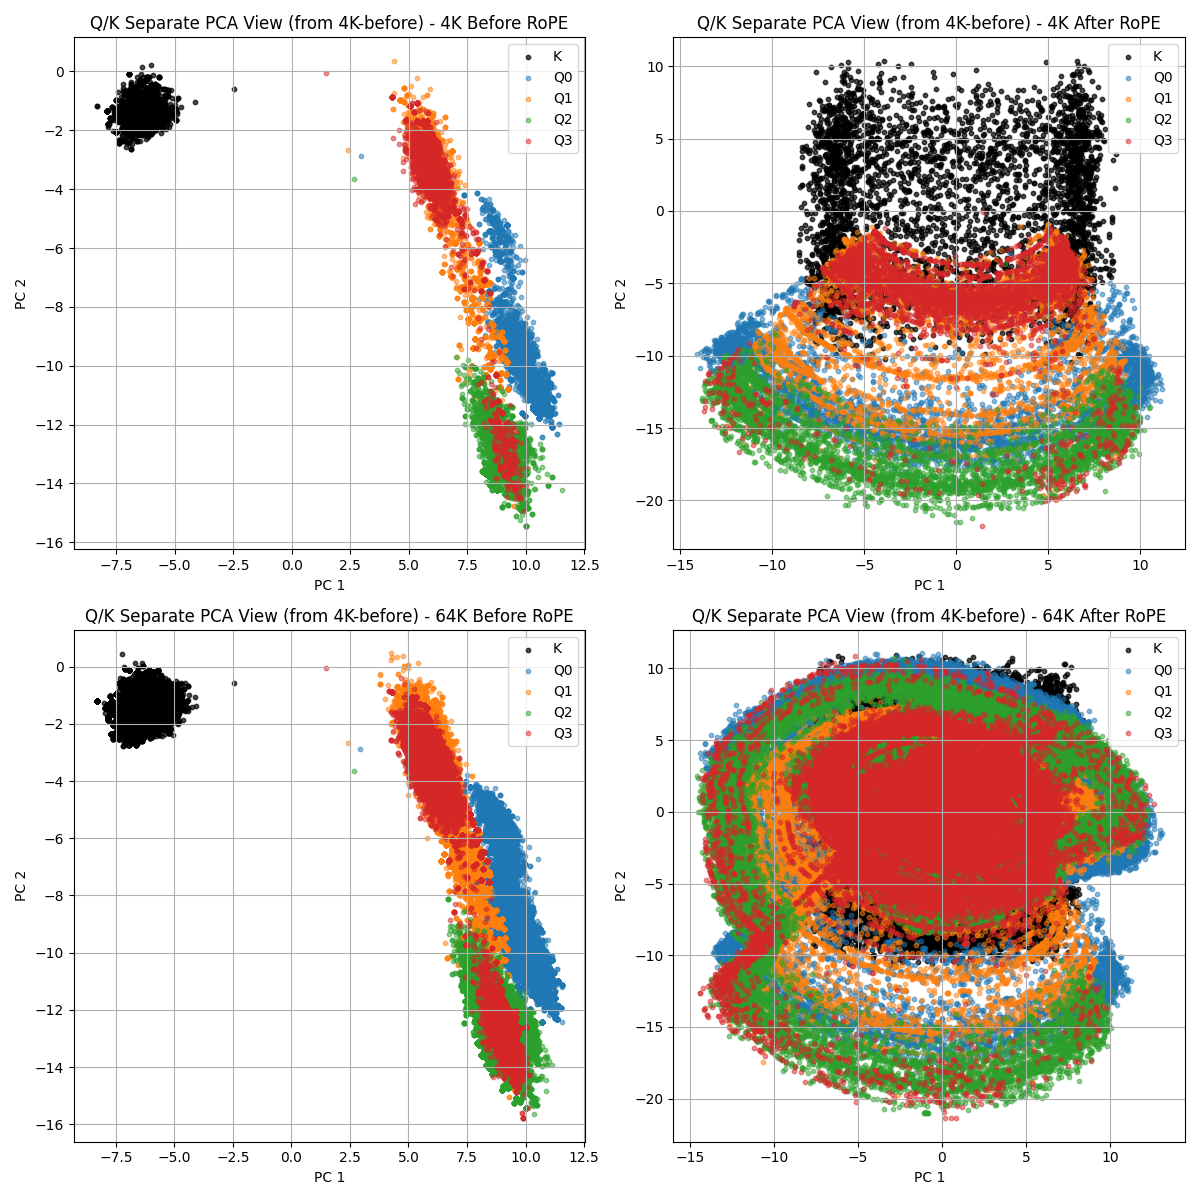 Q/K Separate PCA View (from 4K-before) - 4K Before RoPE
K
Q0
Q1
Q2
Q3
0
−2
−4
−6
−8
−10
−12
−14
−16
PC 2
−7.5 −5.0 −2.5 0.0 2.5 5.0 7.5 10.0 12.5
PC 1
Q/K Separate PCA View (from 4K-before) - 4K After RoPE
K
Q0
Q1
Q2
Q3
10
5
0
−5
−10
−15
−20
PC 2
−15 −10 −5 0 5 10
PC 1
Q/K Separate PCA View (from 4K-before) - 64K Before RoPE
K
Q0
Q1
Q2
Q3
0
−2
−4
−6
−8
−10
−12
−14
−16
PC 2
−7.5 −5.0 −2.5 0.0 2.5 5.0 7.5 10.0 12.5
PC 1
Q/K Separate PCA View (from 4K-before) - 64K After RoPE
K
Q0
Q1
Q2
Q3
10
5
0
−5
−10
−15
−20
PC 2
−15 −10 −5 0 5 10
PC 1